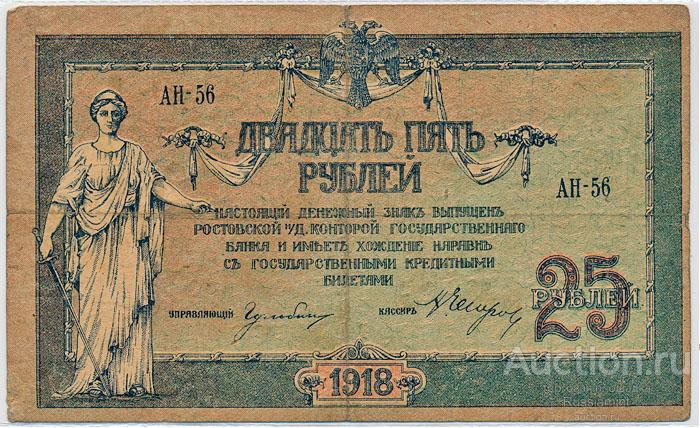 АН-56
ДВАДЦАТЬ ПЯТЬ
РУБЛЕЙ
АН-56
НАСТОЯЩІЙ ДЕНЕЖНЫЙ ЗНАКЪ ВЫПУЩЕНЪ
РОСТОВСКОЙ н/Д. КОНТОРОЙ ГОСУДАРСТВЕННАГО
БАНКА И ИМѢЕТЪ ХОЖДЕНІЕ НАРАВНѢ
СЪ ГОСУДАРСТВЕННЫМИ КРЕДИТНЫМИ
БИЛЕТАМИ
УПРАВЛЯЮЩІЙ
КАССИРЪ
25
РУБЛЕЙ
1918
Auction.ru